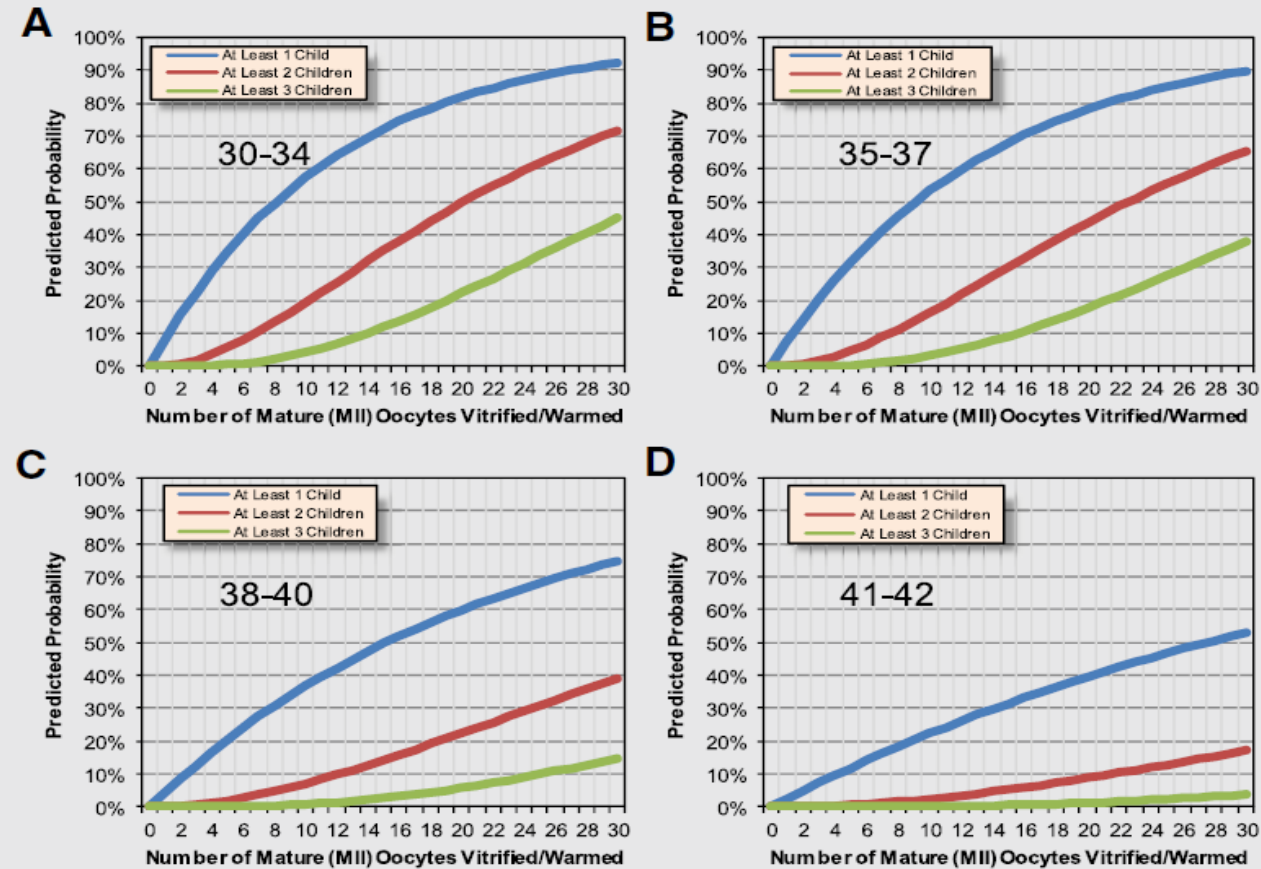 A
100%
90%
80%
70%
60%
50%
40%
30%
20%
10%
0%
Predicted Probability
At Least 1 Child
At Least 2 Children
At Least 3 Children
30-34
0 2 4 6 8 10 12 14 16 18 20 22 24 26 28 30
Number of Mature (MII) Oocytes Vitrified/Warmed
B
100%
90%
80%
70%
60%
50%
40%
30%
20%
10%
0%
Predicted Probability
At Least 1 Child
At Least 2 Children
At Least 3 Children
35-37
0 2 4 6 8 10 12 14 16 18 20 22 24 26 28 30
Number of Mature (MII) Oocytes Vitrified/Warmed
C
100%
90%
80%
70%
60%
50%
40%
30%
20%
10%
0%
Predicted Probability
At Least 1 Child
At Least 2 Children
At Least 3 Children
38-40
0 2 4 6 8 10 12 14 16 18 20 22 24 26 28 30
Number of Mature (MII) Oocytes Vitrified/Warmed
D
100%
90%
80%
70%
60%
50%
40%
30%
20%
10%
0%
Predicted Probability
At Least 1 Child
At Least 2 Children
At Least 3 Children
41-42
0 2 4 6 8 10 12 14 16 18 20 22 24 26 28 30
Number of Mature (MII) Oocytes Vitrified/Warmed